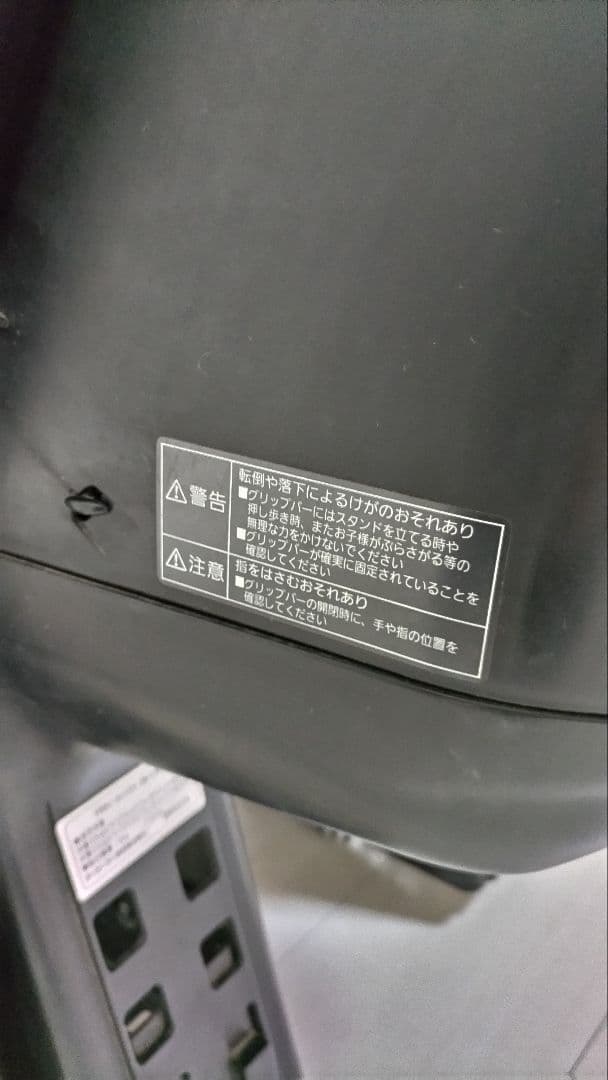 警告
転倒や落下によるけがのおそれあり
■グリップバーにはスタンドを立てる時や
押し歩き時、またお子様がぶらさがる等の
無理な力をかけないでください
■グリップバーが確実に固定されていることを
確認してください
注意
指をはさむおそれあり
■グリップバーの開閉時に、手や指の位置を
確認してください